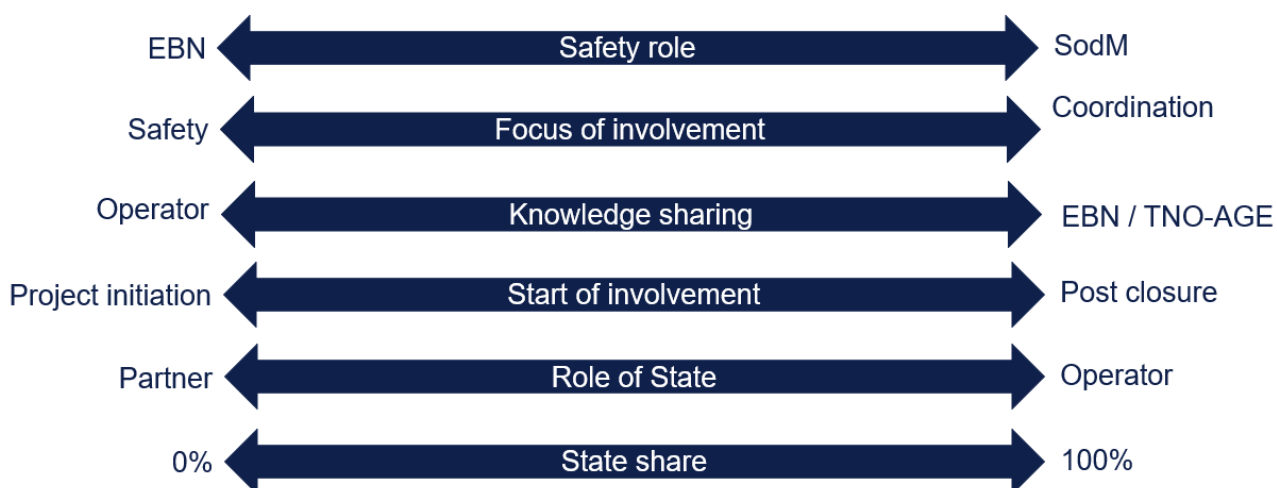 EBN Safety role SodM
Safety Focus of involvement Coordination
Operator Knowledge sharing EBN / TNO-AGE
Project initiation Start of involvement Post closure
Partner Role of State Operator
0% State share 100%